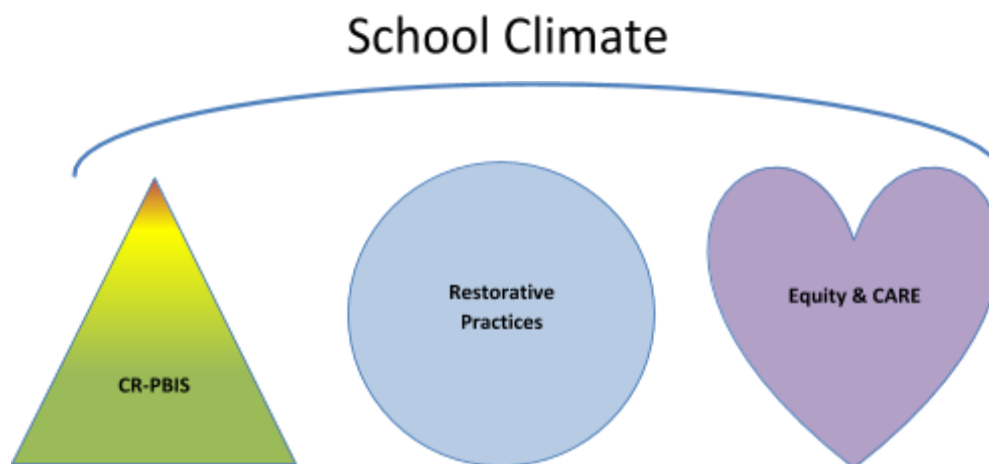 School Climate
CR-PBIS
Restorative
Practices
Equity & CARE